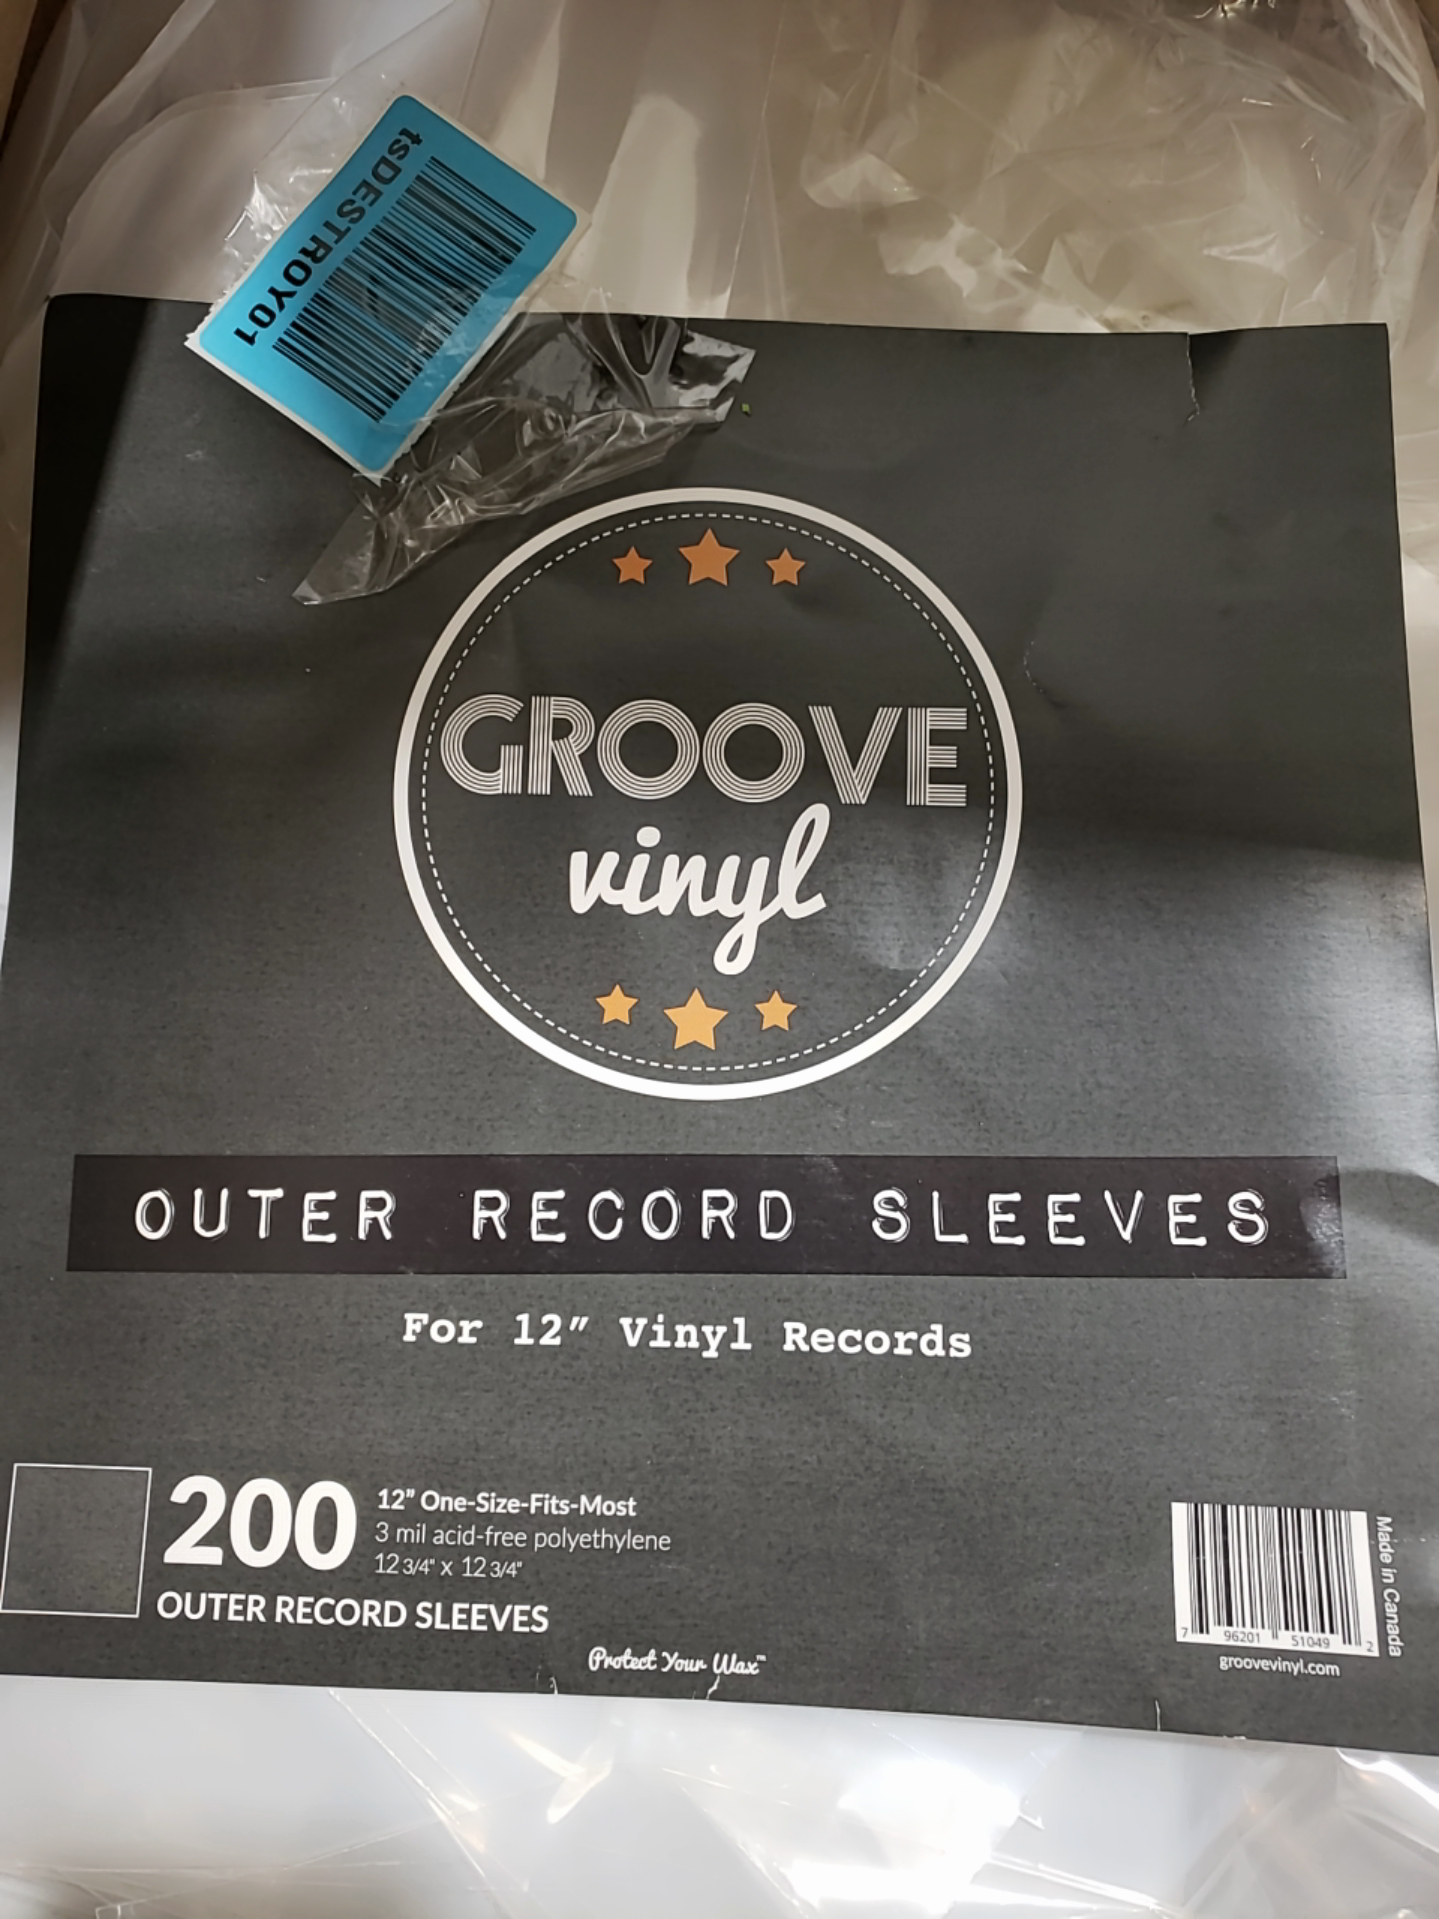 tsDESTROY01
GROOVE
vinyl
OUTER RECORD SLEEVES
For 12" Vinyl Records
200
12" One-Size-Fits-Most
3 mil acid-free polyethylene
12 3/4" x 12 3/4"
OUTER RECORD SLEEVES
Protect Your Wax™
Made in Canada
7 96201 51049 2
groovevinyl.com